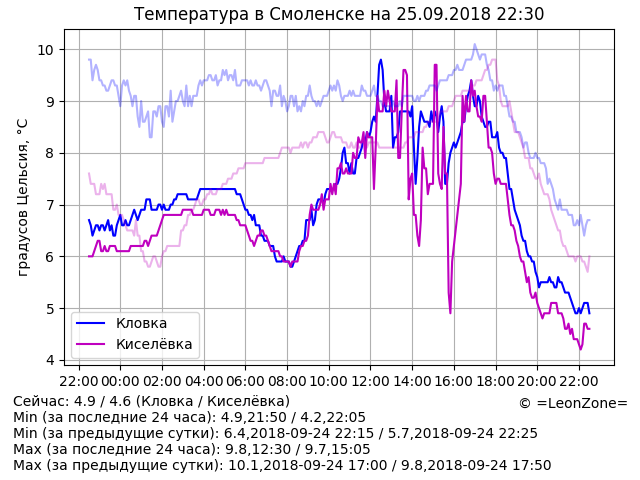 Температура в Смоленске на 25.09.2018 22:30
градусов Цельсия, °C
10
9
8
7
6
5
4
Кловка
Киселёвка
22:00 00:00 02:00 04:00 06:00 08:00 10:00 12:00 14:00 16:00 18:00 20:00 22:00
Сейчас: 4.9 / 4.6 (Кловка / Киселёвка)
© =LeonZone=
Min (за последние 24 часа): 4.9,21:50 / 4.2,22:05
Min (за предыдущие сутки): 6.4,2018-09-24 22:15 / 5.7,2018-09-24 22:25
Max (за последние 24 часа): 9.8,12:30 / 9.7,15:05
Max (за предыдущие сутки): 10.1,2018-09-24 17:00 / 9.8,2018-09-24 17:50